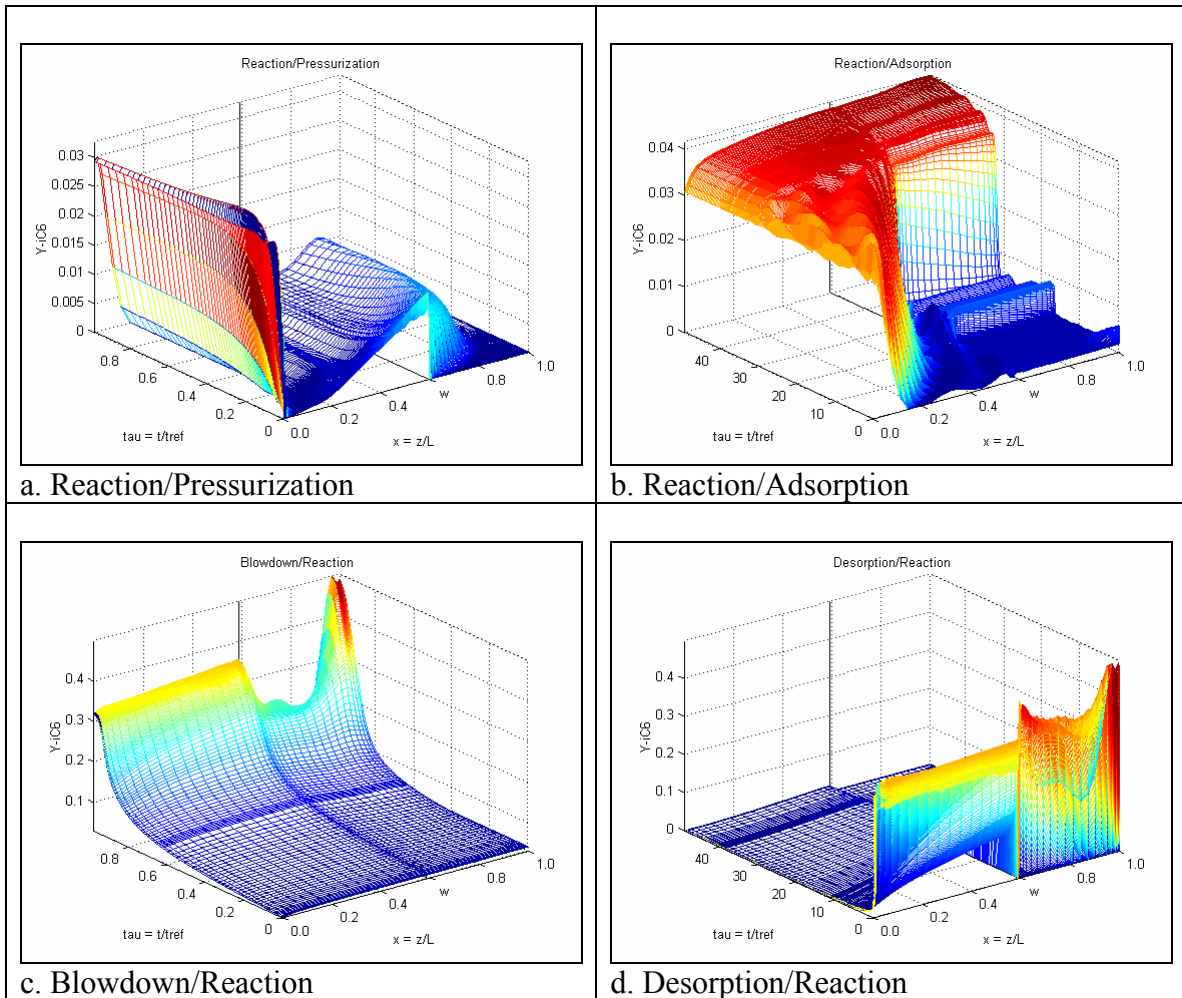 Reaction/Pressurization
0.03
0.025
0.02
0.015
0.01
0.005
0
Y-iC6
0.8
0.6
0.4
0.2
0
tau = t/tref
0.0
0.2
0.4
w
0.8
1.0
x = z/L
a. Reaction/Pressurization
Reaction/Adsorption
0.04
0.03
0.02
0.01
0
Y-iC6
40
30
20
10
0
tau = t/tref
0.0
0.2
0.4
w
0.8
1.0
x = z/L
b. Reaction/Adsorption
Blowdown/Reaction
0.4
0.3
0.2
0.1
Y-iC6
0.8
0.6
0.4
0.2
0
tau = t/tref
0.0
0.2
0.4
w
0.8
1.0
x = z/L
c. Blowdown/Reaction
Desorption/Reaction
0.4
0.3
0.2
0.1
0
Y-iC6
40
30
20
10
0
tau = t/tref
0.0
0.2
0.4
w
0.8
1.0
x = z/L
d. Desorption/Reaction